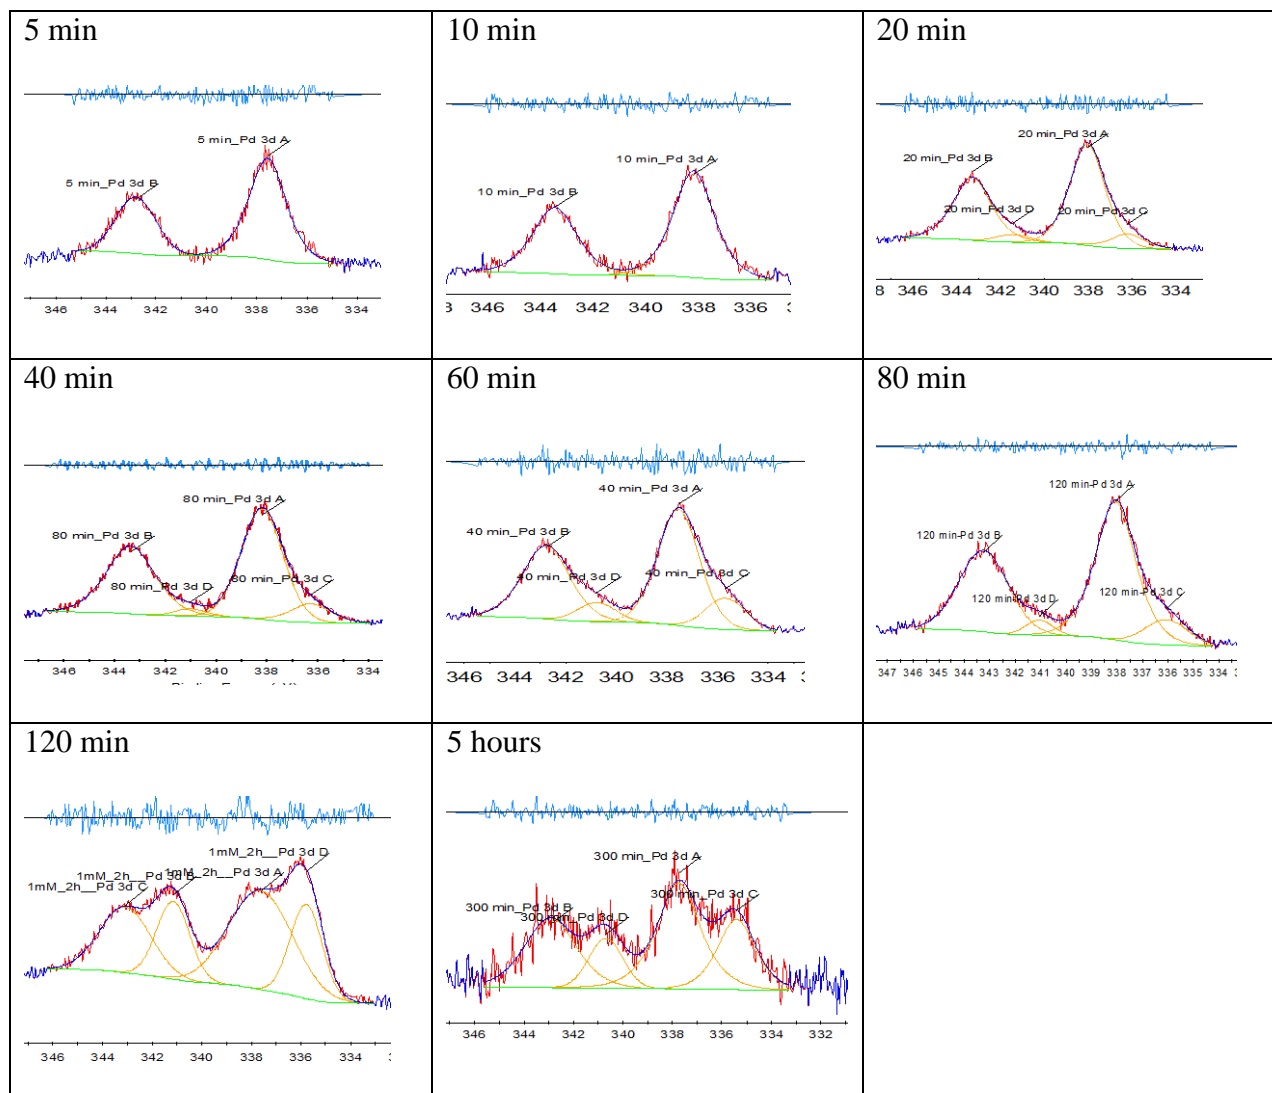 5 min
5 min_Pd 3d A
5 min_Pd 3d B
346 344 342 340 338 336 334
10 min
10 min_Pd 3d A
10 min_Pd 3d B
346 344 342 340 338 336
20 min
20 min_Pd 3d A
20 min_Pd 3d B
20 min_Pd 3d D
20 min_Pd 3d C
346 344 342 340 338 336 334
40 min
80 min_Pd 3d A
80 min_Pd 3d B
80 min_Pd 3d D
80 min_Pd 3d C
346 344 342 340 338 336 334
60 min
40 min_Pd 3d A
40 min_Pd 3d B
40 min_Pd 3d D
40 min_Pd 3d C
346 344 342 340 338 336 334
80 min
120 min-Pd 3d A
120 min-Pd 3d B
120 min-Pd 3d D
120 min-Pd 3d C
347 346 345 344 343 342 341 340 339 338 337 336 335 334
120 min
1mM_2h__Pd 3d D
1mM_2h__Pd 3d B
1mM_2h__Pd 3d A
1mM_2h__Pd 3d C
346 344 342 340 338 336 334
5 hours
300 min_Pd 3d A
300 min_Pd 3d C
300 min_Pd 3d B
300 min_Pd 3d D
346 344 342 340 338 336 334 332